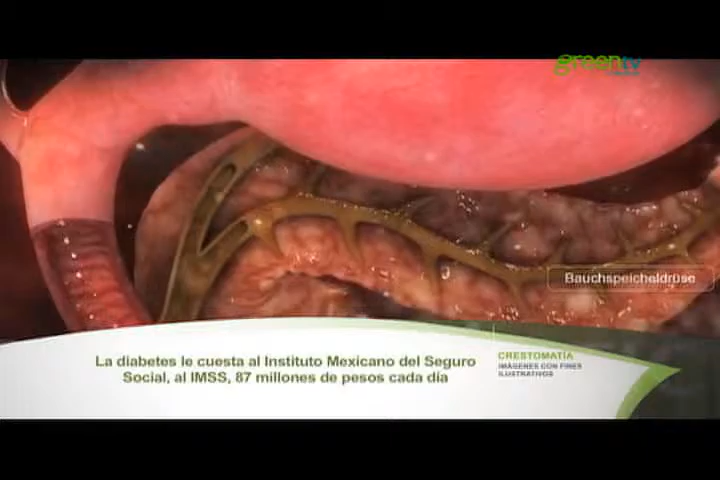 greentv
Bauchspeicheldrüse
La diabetes le cuesta al Instituto Mexicano del Seguro
Social, al IMSS, 87 millones de pesos cada día
CRESTOMATÍA
IMÁGENES CON FINES
ILUSTRATIVOS